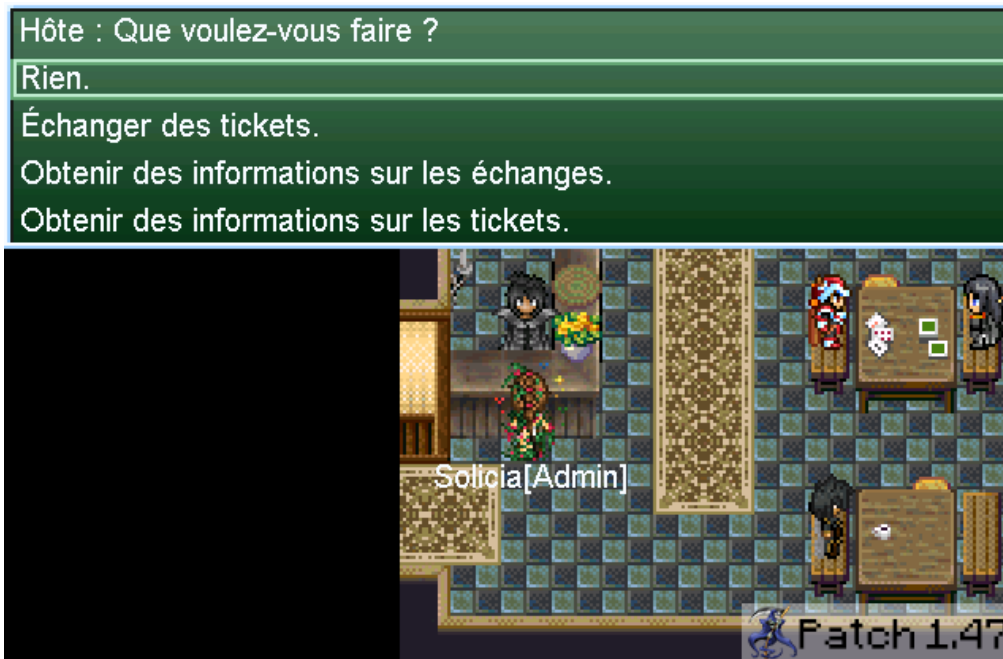 Hôte : Que voulez-vous faire ?
Rien.
Échanger des tickets.
Obtenir des informations sur les échanges.
Obtenir des informations sur les tickets.
Solicia[Admin]
Patch 1.47